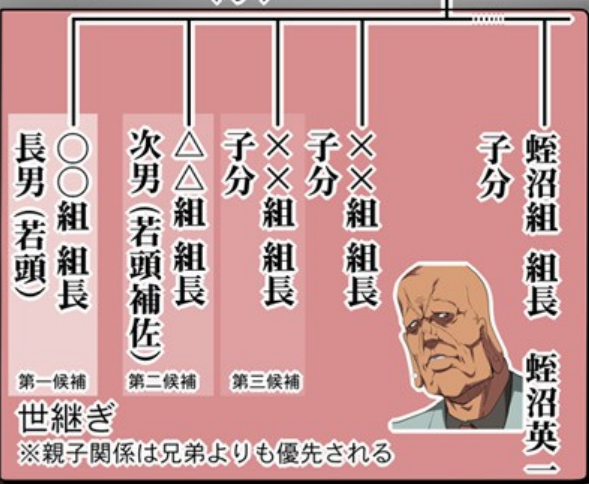 蛭沼組 組長 蛭沼英一
子分
××組 組長
子分
××組 組長
子分
第三候補
△△組 組長
次男(若頭補佐)
第二候補
○○組 組長
長男(若頭)
第一候補
世継ぎ
※親子関係は兄弟よりも優先される